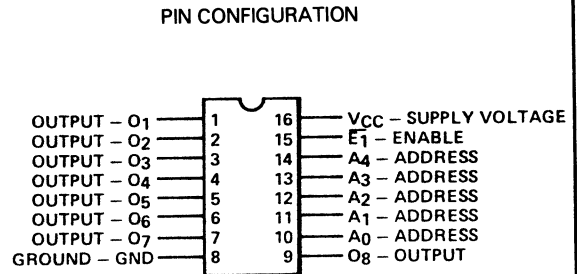 PIN CONFIGURATION
OUTPUT – O1 1 16 VCC – SUPPLY VOLTAGE
OUTPUT – O2 2 15 E̅1̅ – ENABLE
OUTPUT – O3 3 14 A4 – ADDRESS
OUTPUT – O4 4 13 A3 – ADDRESS
OUTPUT – O5 5 12 A2 – ADDRESS
OUTPUT – O6 6 11 A1 – ADDRESS
OUTPUT – O7 7 10 A0 – ADDRESS
GROUND – GND 8 9 O8 – OUTPUT